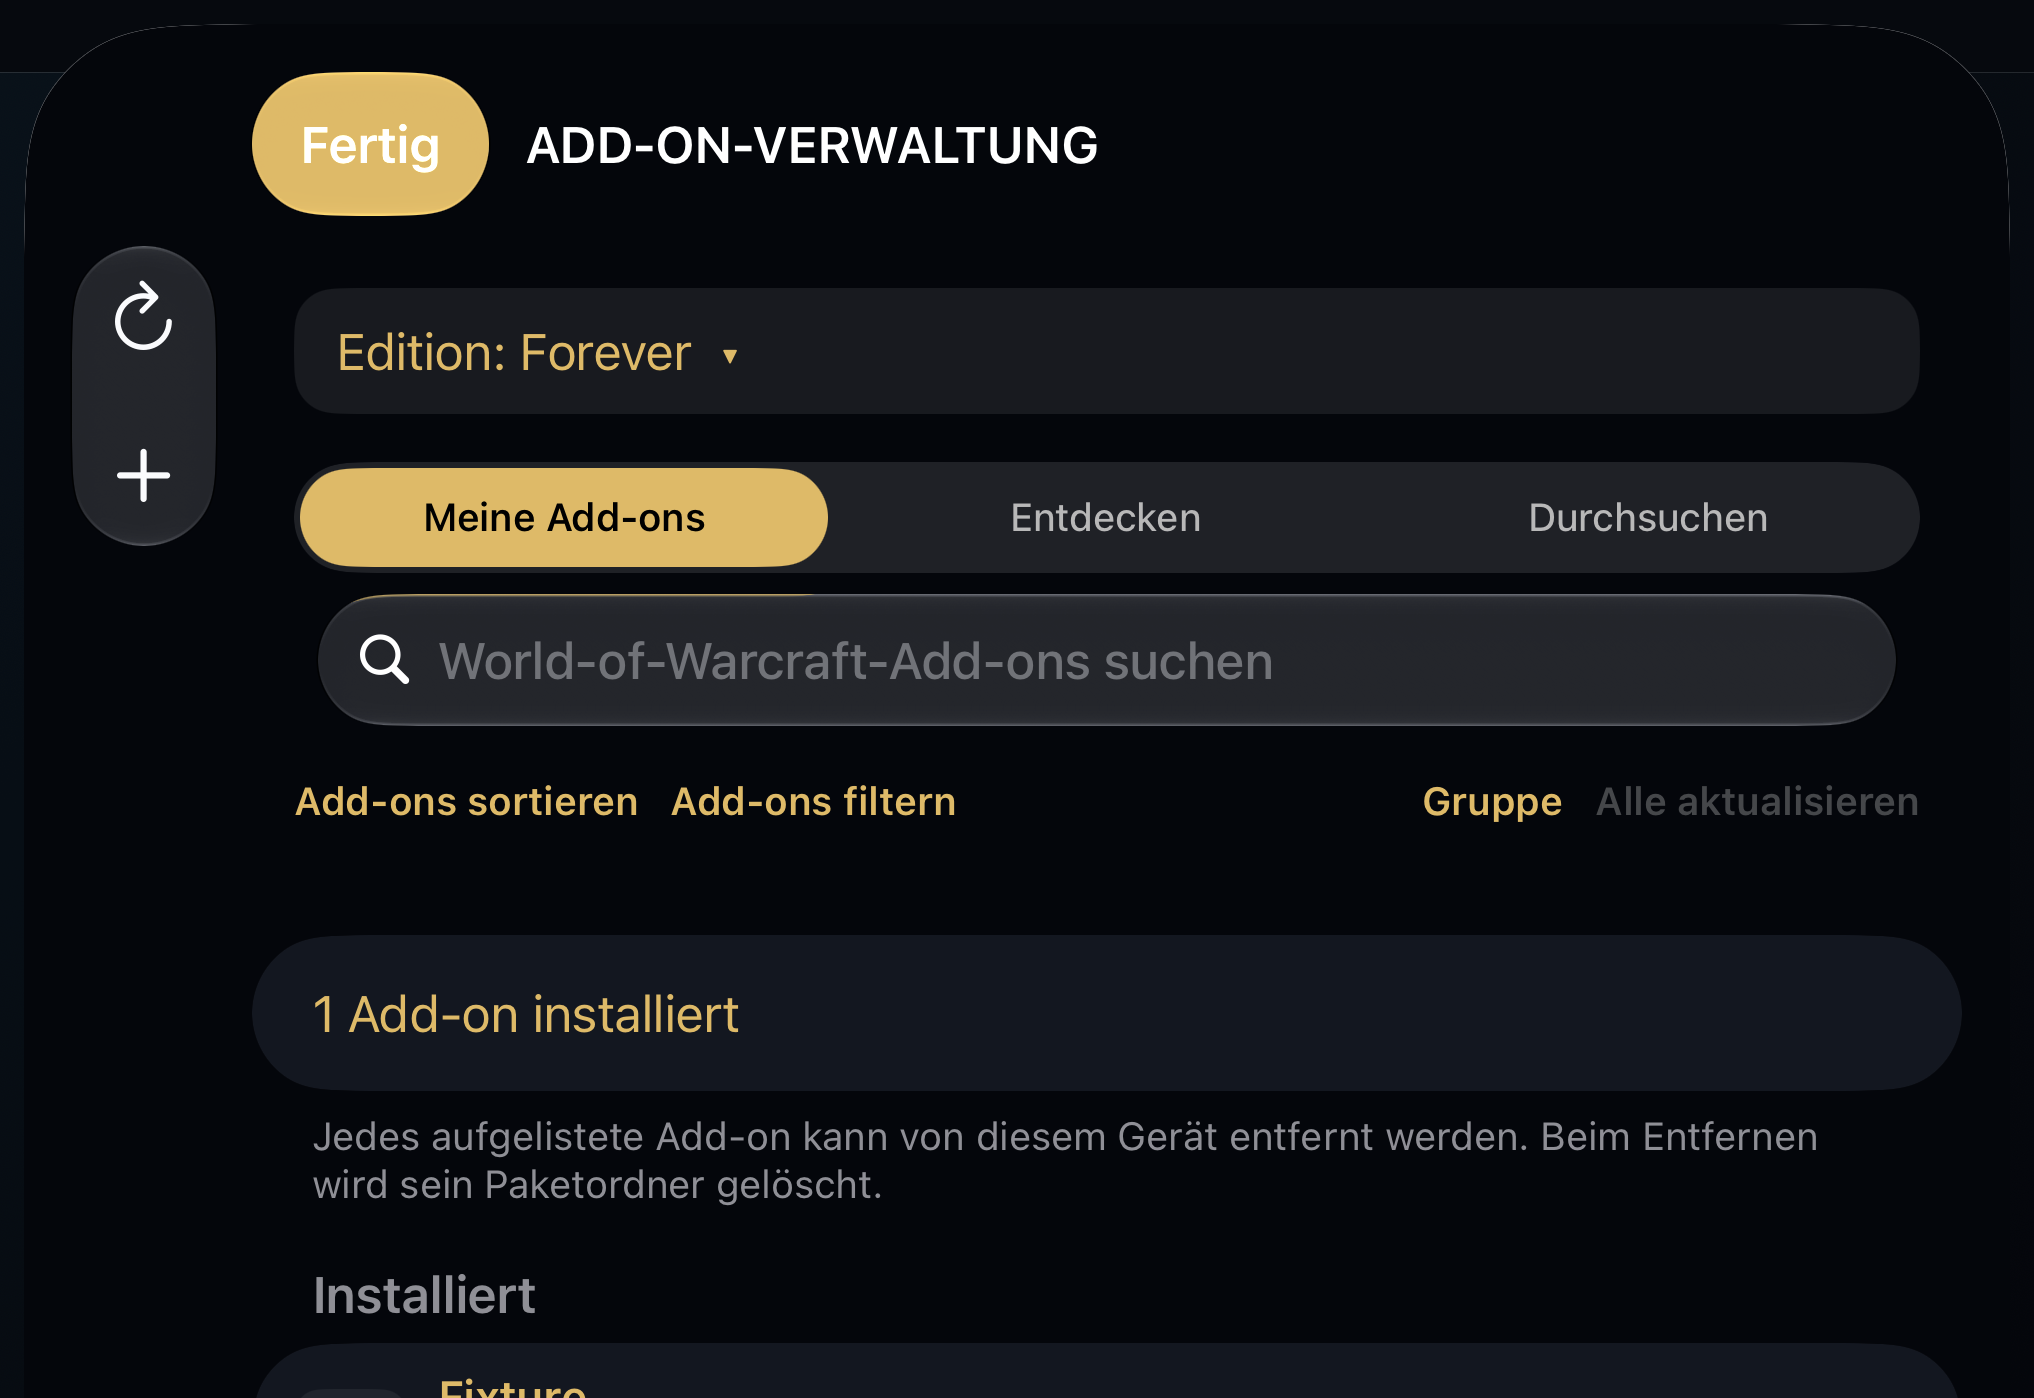 Fertig
ADD-ON-VERWALTUNG
Edition: Forever ▼
Meine Add-ons
Entdecken
Durchsuchen
World-of-Warcraft-Add-ons suchen
Add-ons sortieren
Add-ons filtern
Gruppe
Alle aktualisieren
1 Add-on installiert
Jedes aufgelistete Add-on kann von diesem Gerät entfernt werden. Beim Entfernen
wird sein Paketordner gelöscht.
Installiert
Fixture